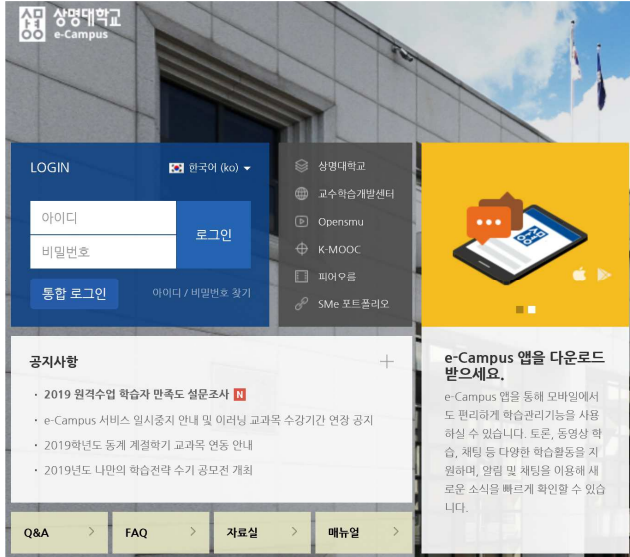 상명대학교
e-Campus
LOGIN
한국어 (ko)
아이디
비밀번호
로그인
통합 로그인
아이디 / 비밀번호 찾기
상명대학교
교수학습개발센터
Opensmu
K-MOOC
피어오름
SMe 포트폴리오
공지사항
· 2019 원격수업 학습자 만족도 설문조사 N
· e-Campus 서비스 일시중지 안내 및 이러닝 교과목 수강기간 연장 공지
· 2019학년도 동계 계절학기 교과목 연동 안내
· 2019년도 나만의 학습전략 수기 공모전 개최
e-Campus 앱을 다운로드
받으세요.
e-Campus 앱을 통해 모바일에서
도 편리하게 학습관리기능을 사용
하실 수 있습니다. 토론, 동영상 학
습, 채팅 등 다양한 학습활동을 지
원하며, 알림 및 채팅을 이용해 새
로운 소식을 빠르게 확인할 수 있습
니다.
Q&A
FAQ
자료실
매뉴얼